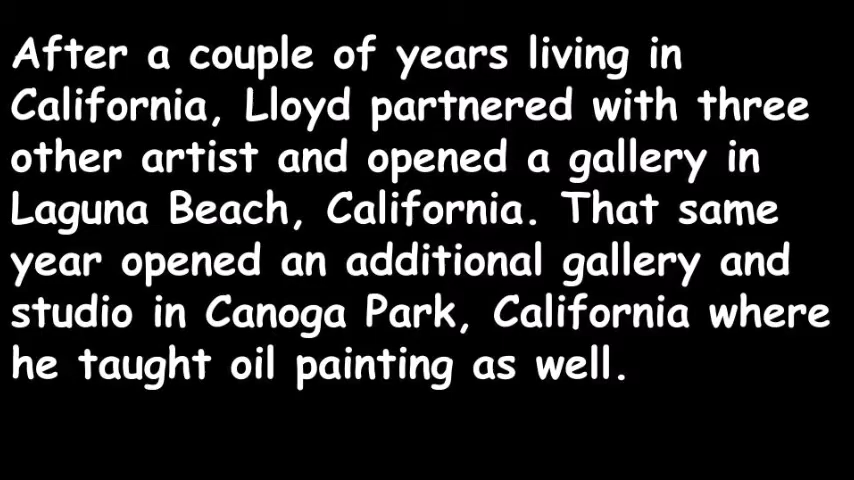 After a couple of years living in
California, Lloyd partnered with three
other artist and opened a gallery in
Laguna Beach, California. That same
year opened an additional gallery and
studio in Canoga Park, California where
he taught oil painting as well.